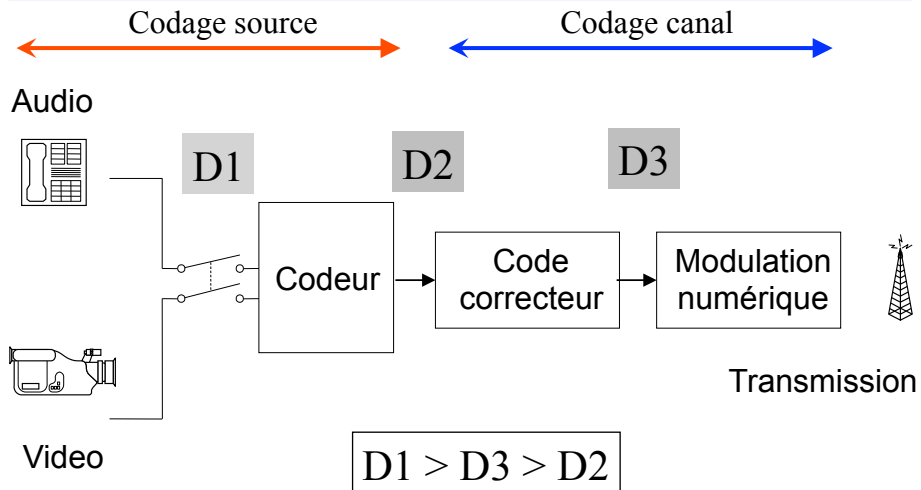 Codage source
Codage canal
Audio
D1
D2
D3
Codeur
Code
correcteur
Modulation
numérique
Transmission
Video
D1 > D3 > D2